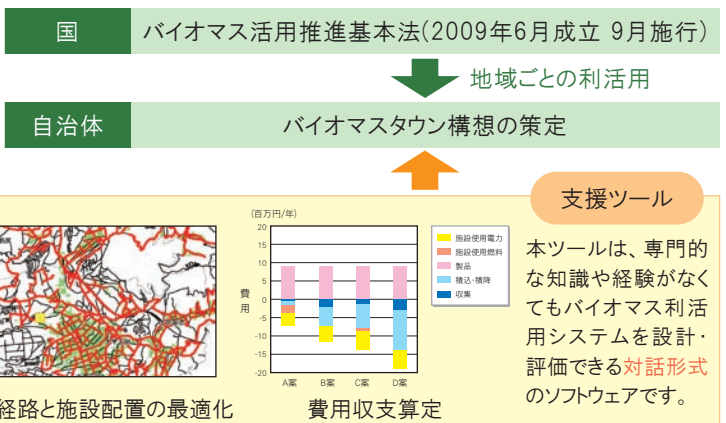 国
バイオマス活用推進基本法(2009年6月成立 9月施行)
地域ごとの利活用
自治体
バイオマスタウン構想の策定
支援ツール
(百万円/年)
20
15
10
5
0
-5
-10
-15
-20
費
用
A案
B案
C案
D案
施設使用電力
施設使用燃料
製品
積込・積降
収集
本ツールは、専門的
な知識や経験がなく
てもバイオマス利活
用システムを設計・
評価できる対話形式
のソフトウェアです。
経路と施設配置の最適化
費用収支算定